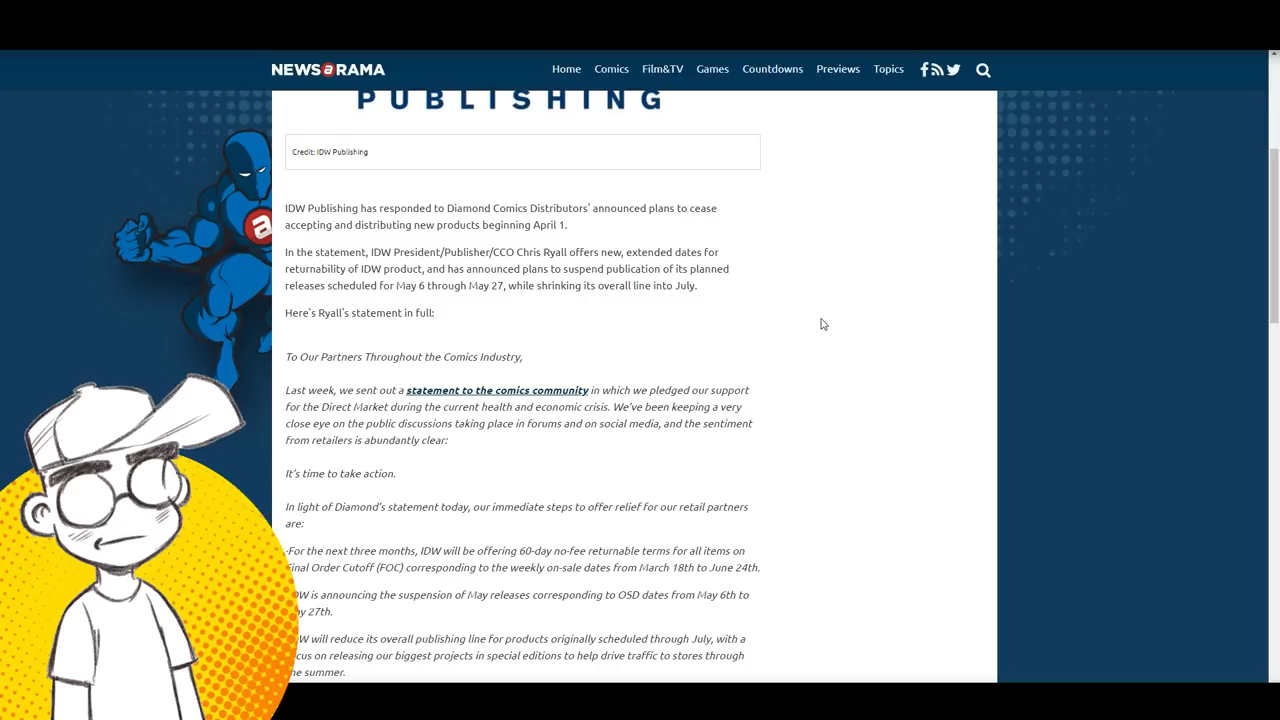 NEWSaRAMA
Home Comics Film&TV Games Countdowns Previews Topics
PUBLISHING
Credit: IDW Publishing
IDW Publishing has responded to Diamond Comics Distributors' announced plans to cease
accepting and distributing new products beginning April 1.
In the statement, IDW President/Publisher/CCO Chris Ryall offers new, extended dates for
returnability of IDW product, and has announced plans to suspend publication of its planned
releases scheduled for May 6 through May 27, while shrinking its overall line into July.
Here's Ryall's statement in full:
To Our Partners Throughout the Comics Industry,
Last week, we sent out a statement to the comics community in which we pledged our support
for the Direct Market during the current health and economic crisis. We've been keeping a very
close eye on the public discussions taking place in forums and on social media, and the sentiment
from retailers is abundantly clear:
It's time to take action.
In light of Diamond's statement today, our immediate steps to offer relief for our retail partners
are:
-For the next three months, IDW will be offering 60-day no-fee returnable terms for all items on
Final Order Cutoff (FOC) corresponding to the weekly on-sale dates from March 18th to June 24th.
IDW is announcing the suspension of May releases corresponding to OSD dates from May 6th to
May 27th.
IDW will reduce its overall publishing line for products originally scheduled through July, with a
focus on releasing our biggest projects in special editions to help drive traffic to stores through
the summer.
a